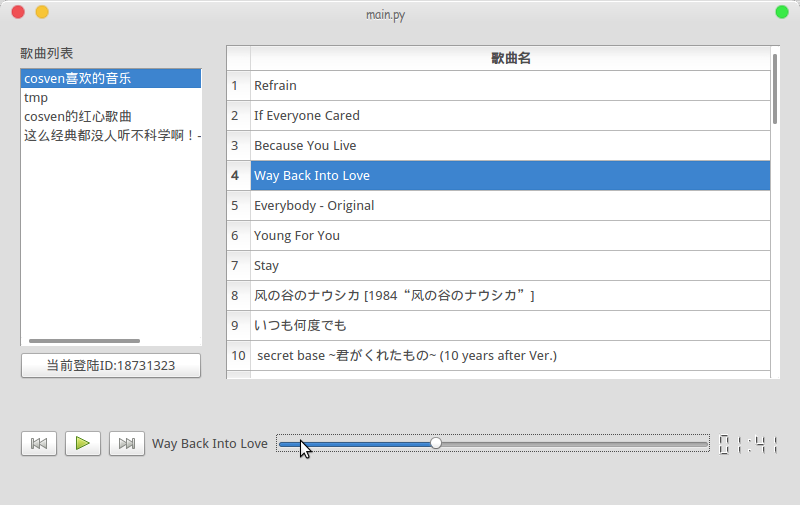 main.py
歌曲列表
cosven喜欢的音乐
tmp
cosven的红心歌曲
这么经典都没人听不科学啊！-
当前登陆ID:18731323
歌曲名
1 Refrain
2 If Everyone Cared
3 Because You Live
4 Way Back Into Love
5 Everybody - Original
6 Young For You
7 Stay
8 风の谷のナウシカ [1984“风の谷のナウシカ”]
9 いつも何度でも
10 secret base ~君がくれたもの~ (10 years after Ver.)
Way Back Into Love
01:41